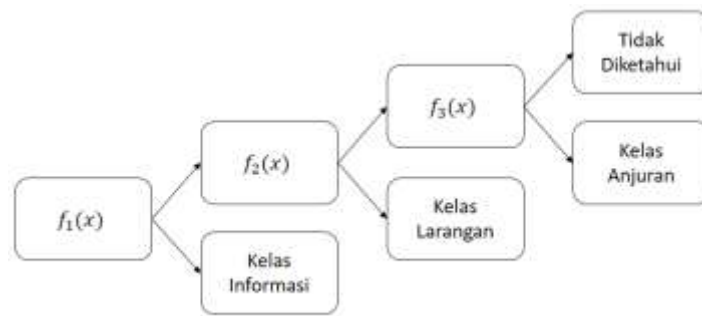 f₁(x)
Kelas
Informasi
f₂(x)
Kelas
Larangan
f₃(x)
Tidak
Diketahui
Kelas
Anjuran